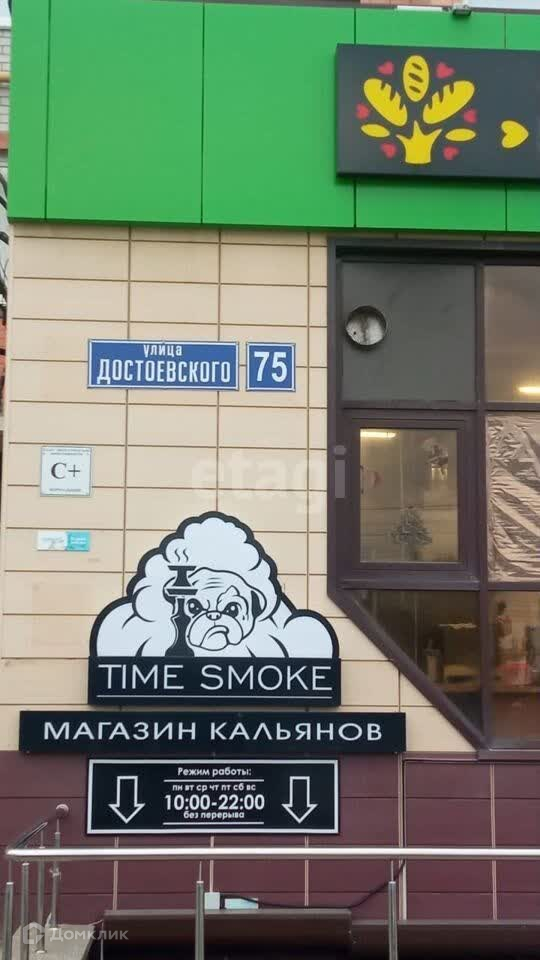 улица
ДОСТОЕВСКОГО 75
C+
etagi
TIME SMOKE
МАГАЗИН КАЛЬЯНОВ
Режим работы:
пн вт ср чт пт сб вс
10:00-22:00
без перерыва
Домклик